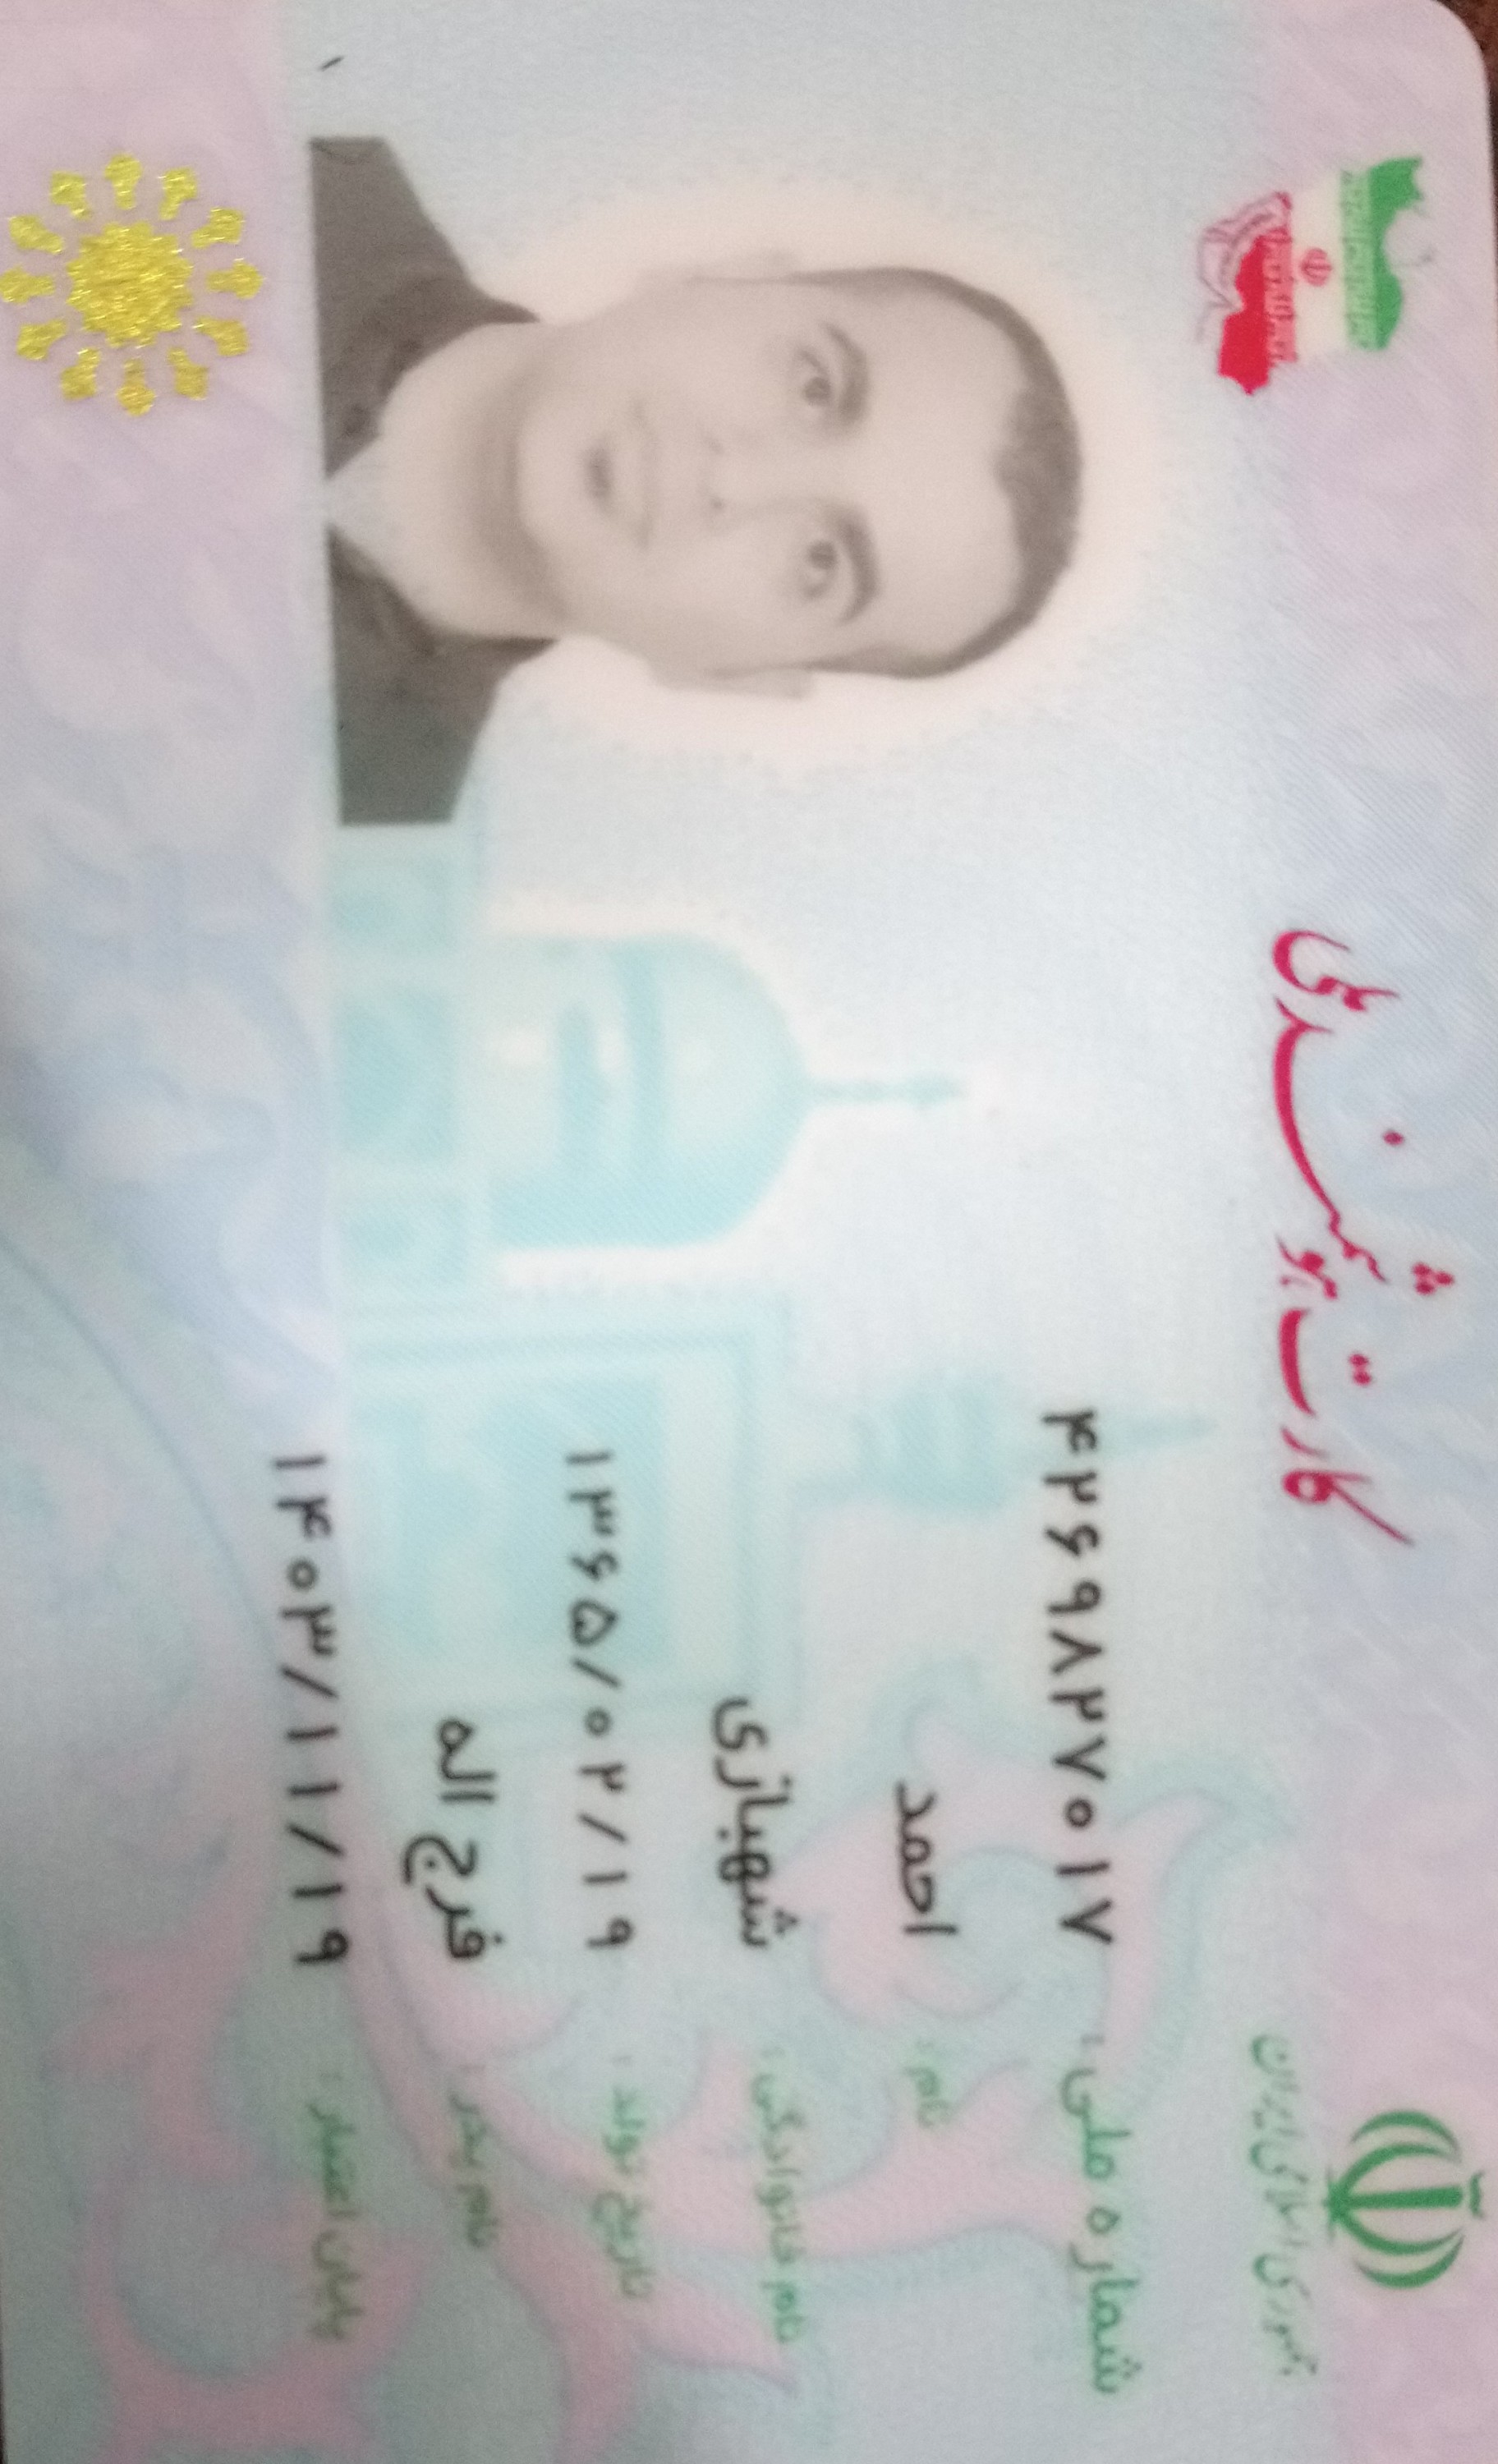 جمهوری اسلامی ایران
کارت هوشمند ملی
شماره ملی : ۴۲۶۹۸۲۷۰۱۷
نام : احمد
نام خانوادگی : شهبازی
تاریخ تولد : ۱۳۶۵/۰۲/۱۹
نام پدر : فرج اله
پایان اعتبار : ۱۴۰۳/۱۱/۱۹